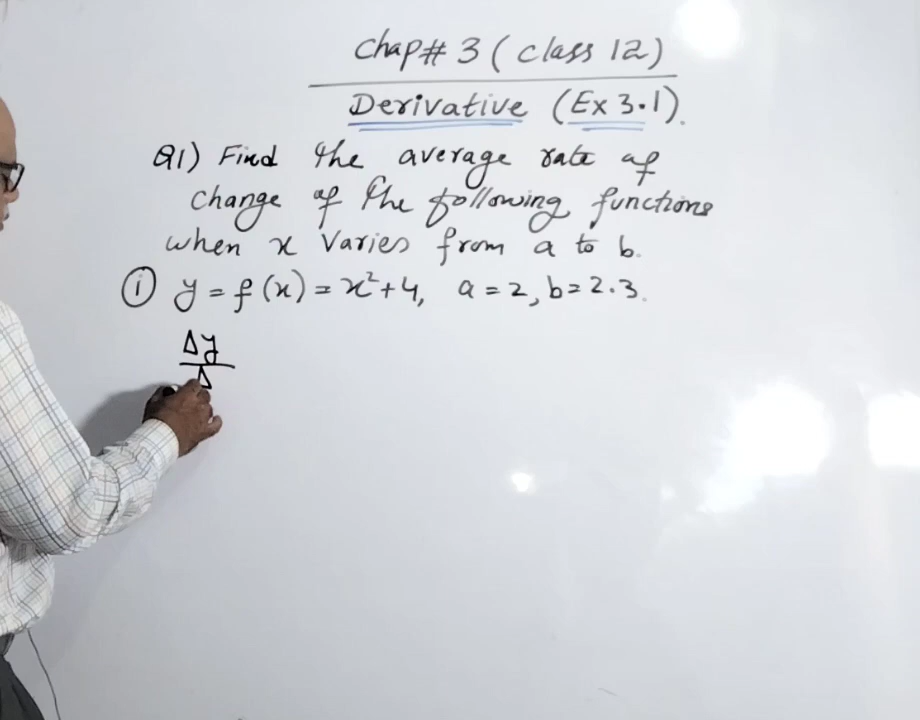 Chap# 3 (class 12)
Derivative (Ex 3.1).
Q1) Find the average rate of
change of the following functions
when x varies from a to b.
(i) y = f(x) = x²+4, a = 2, b = 2.3.
Δy
Δ